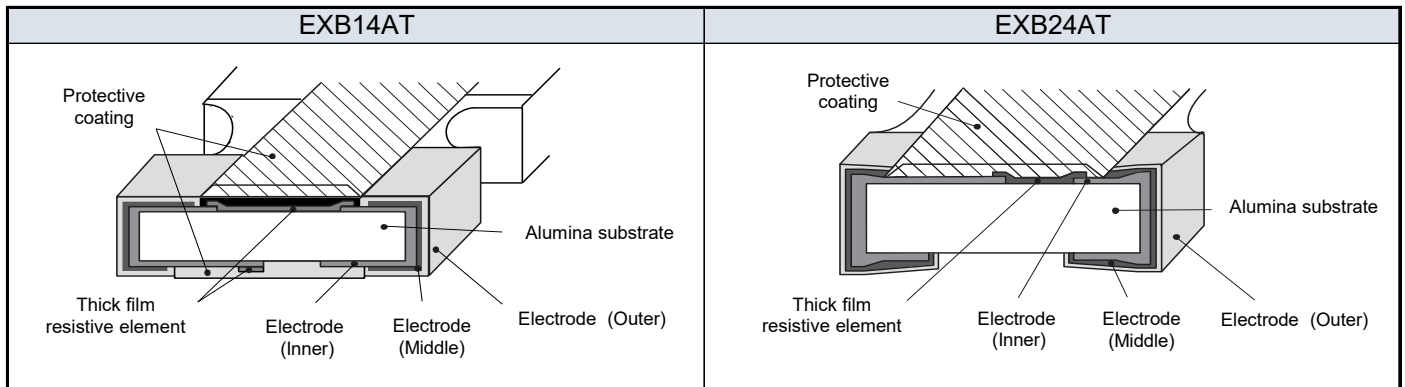 EXB14AT
EXB24AT
Protective
coating
Alumina substrate
Thick film
resistive element
Electrode
(Inner)
Electrode
(Middle)
Electrode (Outer)
Protective
coating
Alumina substrate
Thick film
resistive element
Electrode
(Inner)
Electrode
(Middle)
Electrode (Outer)